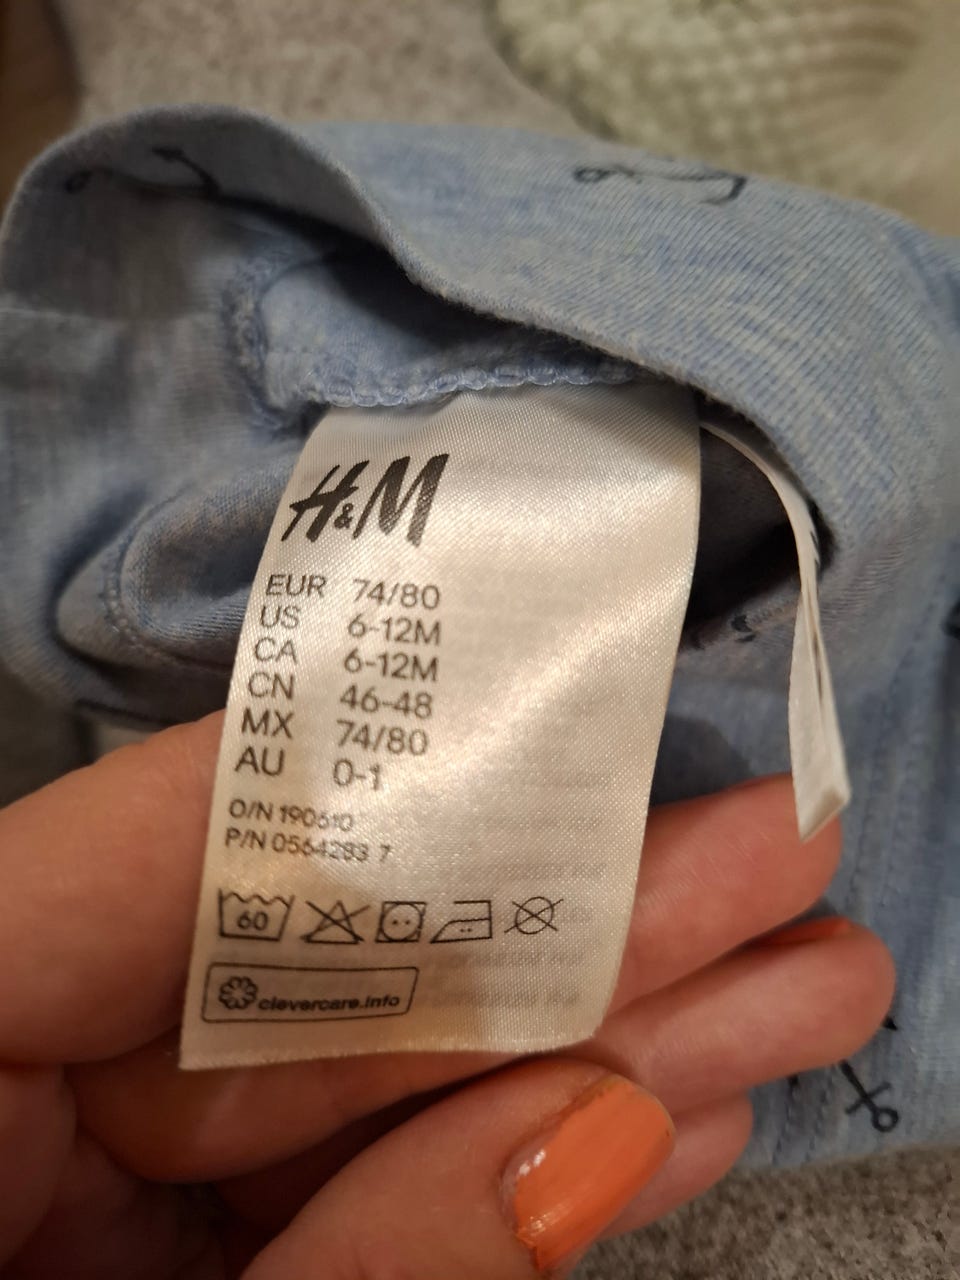 H&M
EUR 74/80
US 6-12M
CA 6-12M
CN 46-48
MX 74/80
AU 0-1
O/N 190610
P/N 0564283 7
60
clevercare.info